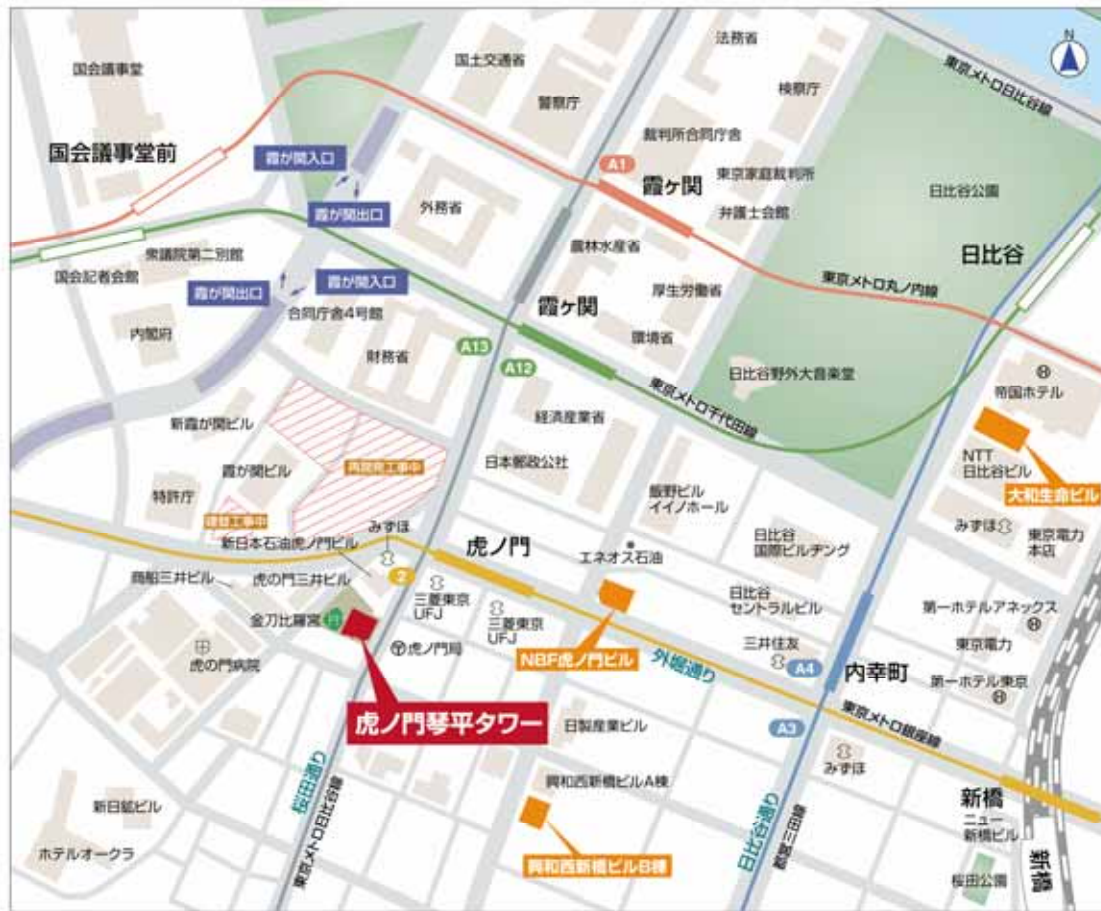 国会議事堂
国土交通省
法務省
N
警察庁
検察庁
東京メトロ日比谷線
国会議事堂前
霞が関入口
裁判所合同庁舎
A1
霞ヶ関
東京家庭裁判所
日比谷公園
外務省
弁護士会館
霞が関出口
農林水産省
衆議院第二別館
国会記者会館
日比谷
霞が関入口
霞が関出口
厚生労働省
東京メトロ丸ノ内線
合同庁舎4号館
霞ヶ関
内閣府
財務省
環境省
A13
A12
日比谷野外大音楽堂
H
帝国ホテル
東京メトロ千代田線
経済産業省
新霞が関ビル
日本郵政公社
NTT
日比谷ビル
霞が関ビル
再開発工事中
大和生命ビル
特許庁
飯野ビル
イイノホール
建替工事中
みずほ
みずほ
東京電力
本店
新日本石油虎ノ門ビル
虎ノ門
エネオス石油
日比谷
国際ビルヂング
商船三井ビル
虎の門三井ビル
2
三菱東京
UFJ
日比谷
セントラルビル
第一ホテルアネックス
H
金刀比羅宮
三菱東京
UFJ
虎ノ門局
三井住友
東京電力
虎の門病院
NBF虎ノ門ビル
外堀通り
A4
内幸町
第一ホテル東京
H
虎ノ門琴平タワー
日製産業ビル
A3
東京メトロ銀座線
桜田通り
東京メトロ日比谷線
みずほ
興和西新橋ビルA棟
新橋
新日鉱ビル
日比谷通り
都営三田線
ニュー
新橋ビル
ホテルオークラ
興和西新橋ビルB棟
新橋
桜田公園